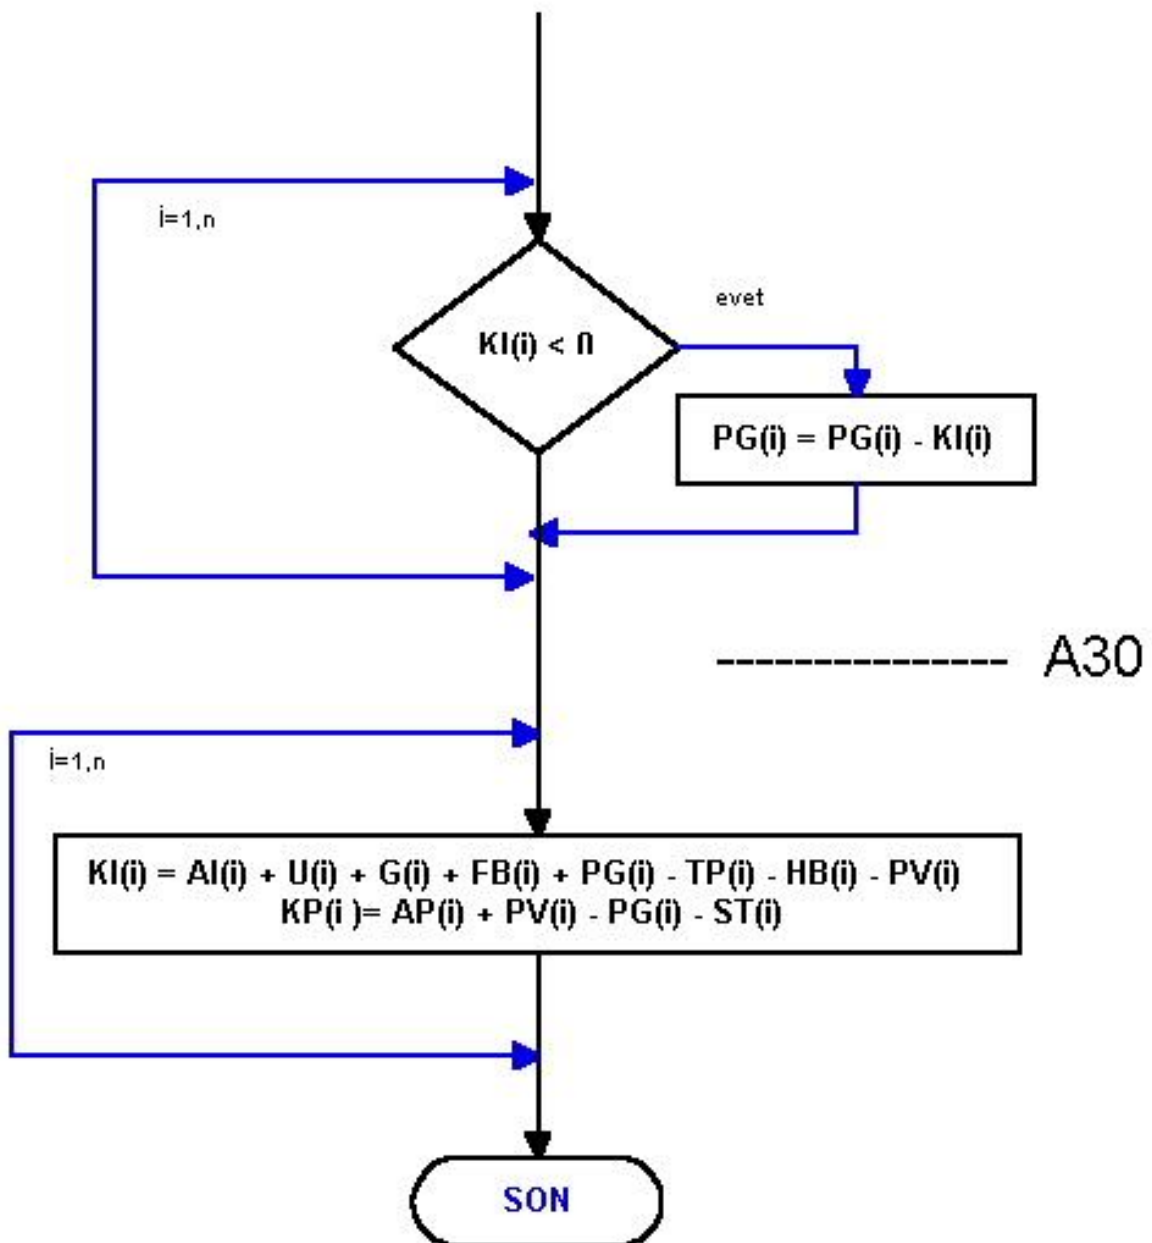 i=1,n
evet
KI(i) < 0
PG(i) = PG(i) - KI(i)
A30
i=1,n
KI(i) = AI(i) + U(i) + G(i) + FB(i) + PG(i) - TP(i) - HB(i) - PV(i)
KP(i )= AP(i) + PV(i) - PG(i) - ST(i)
SON